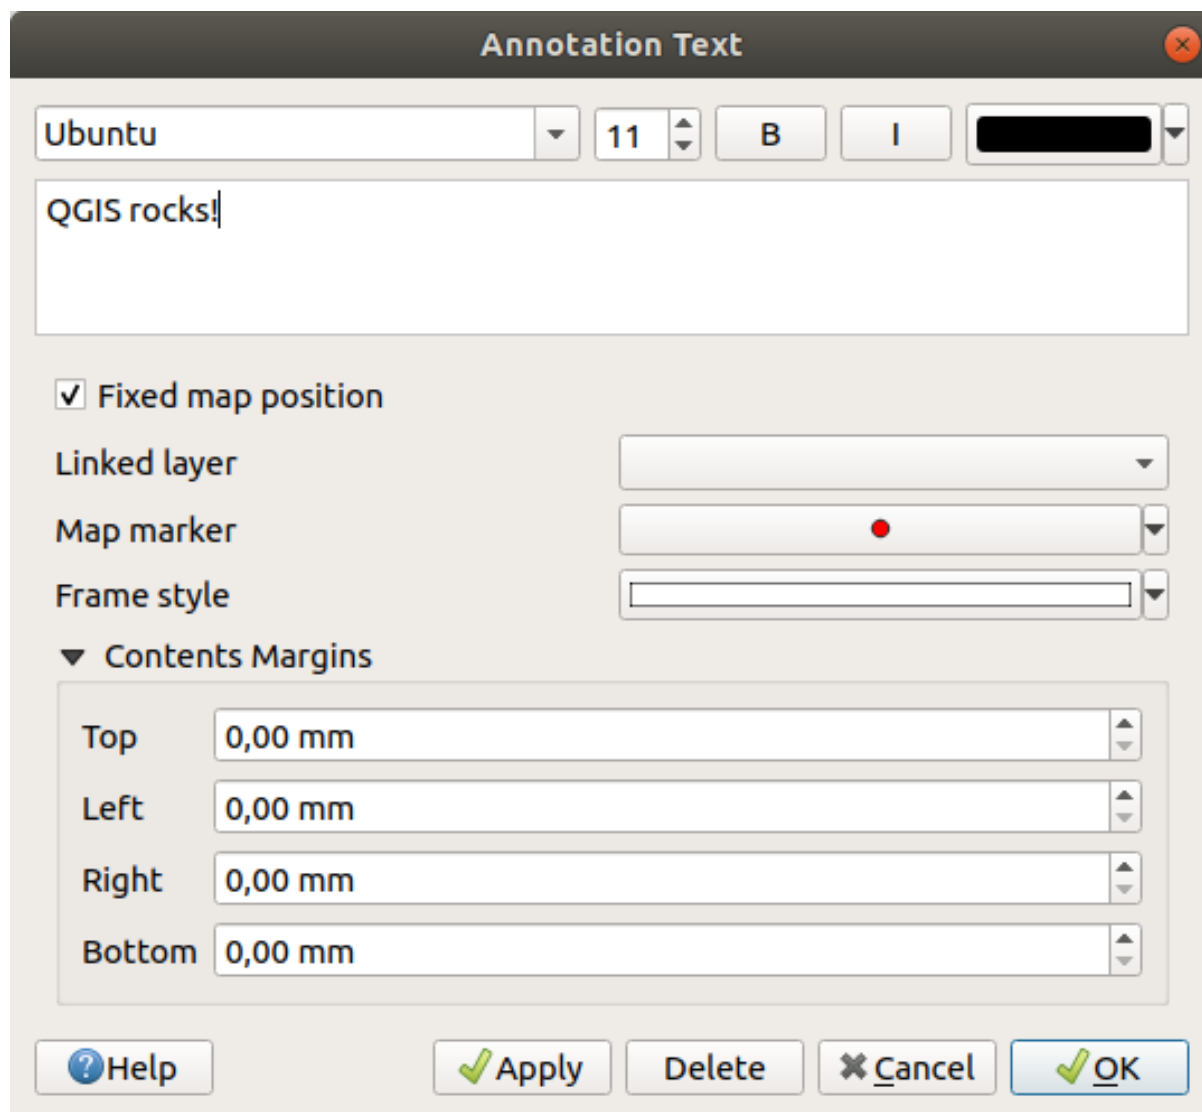 Annotation Text
Ubuntu 11 B I
QGIS rocks!
Fixed map position
Linked layer
Map marker
Frame style
Contents Margins
Top 0,00 mm
Left 0,00 mm
Right 0,00 mm
Bottom 0,00 mm
Help Apply Delete Cancel OK